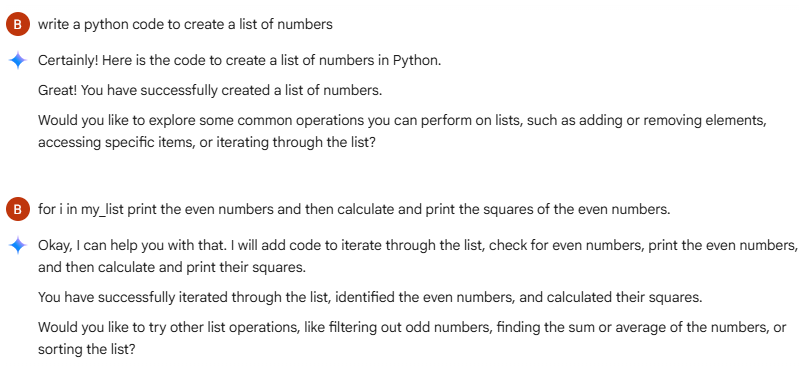 B write a python code to create a list of numbers
Certainly! Here is the code to create a list of numbers in Python.
Great! You have successfully created a list of numbers.
Would you like to explore some common operations you can perform on lists, such as adding or removing elements,
accessing specific items, or iterating through the list?
B for i in my_list print the even numbers and then calculate and print the squares of the even numbers.
Okay, I can help you with that. I will add code to iterate through the list, check for even numbers, print the even numbers,
and then calculate and print their squares.
You have successfully iterated through the list, identified the even numbers, and calculated their squares.
Would you like to try other list operations, like filtering out odd numbers, finding the sum or average of the numbers, or
sorting the list?